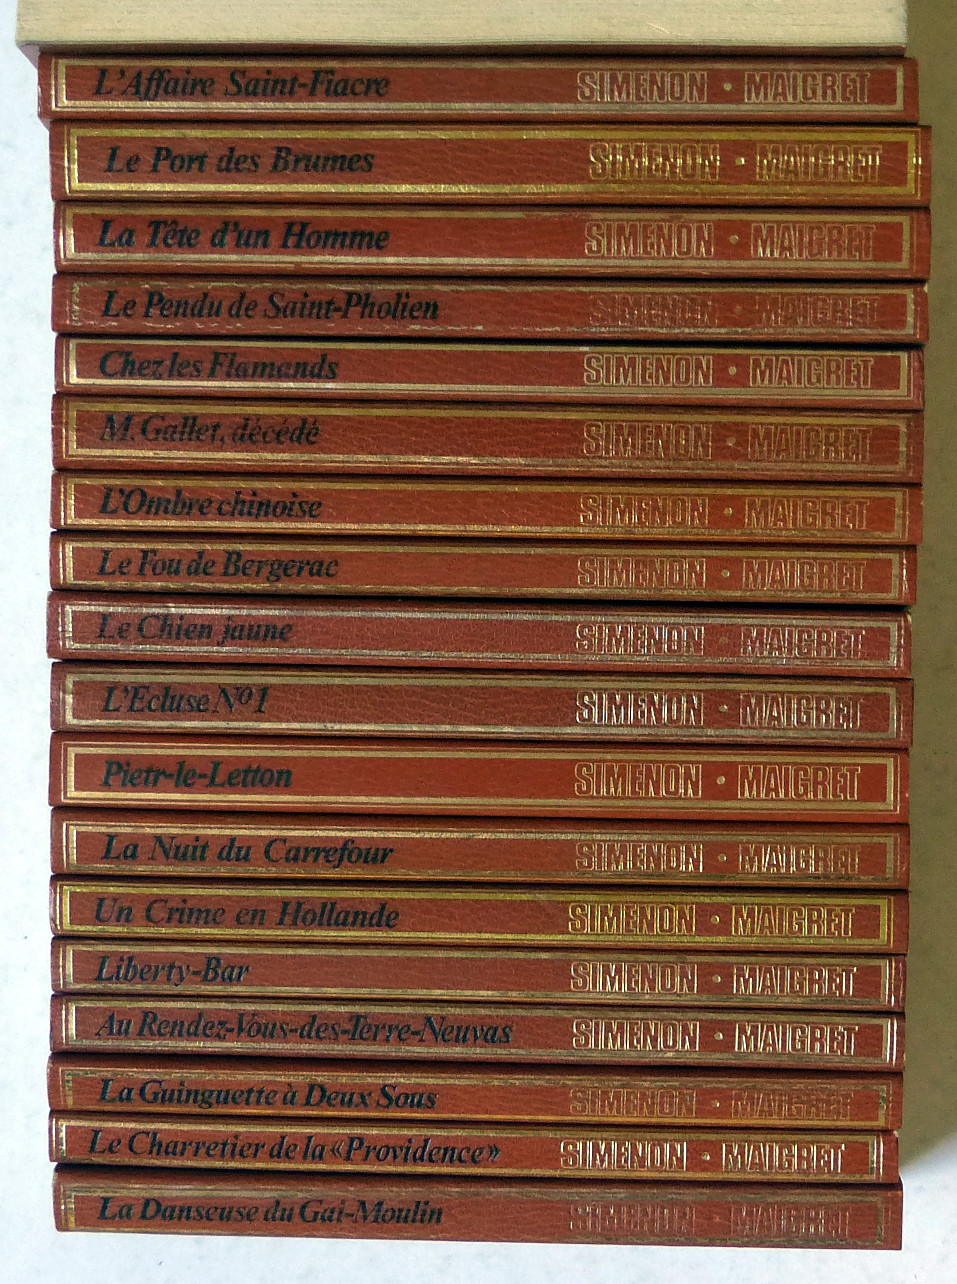 L'Affaire Saint-Fiacre SIMENON • MAIGRET
Le Port des Brumes SIMENON • MAIGRET
La Tête d'un Homme SIMENON • MAIGRET
Le Pendu de Saint-Pholien SIMENON • MAIGRET
Chez les Flamands SIMENON • MAIGRET
M. Gallet, décédé SIMENON • MAIGRET
L'Ombre chinoise SIMENON • MAIGRET
Le Fou de Bergerac SIMENON • MAIGRET
Le Chien jaune SIMENON • MAIGRET
L'Ecluse Nº1 SIMENON • MAIGRET
Pietr-le-Letton SIMENON • MAIGRET
La Nuit du Carrefour SIMENON • MAIGRET
Un Crime en Hollande SIMENON • MAIGRET
Liberty-Bar SIMENON • MAIGRET
Au Rendez-Vous-des-Terre-Neuvas SIMENON • MAIGRET
La Guinguette à Deux Sous SIMENON • MAIGRET
Le Charretier de la «Providence» SIMENON • MAIGRET
La Danseuse du Gai-Moulin SIMENON • MAIGRET